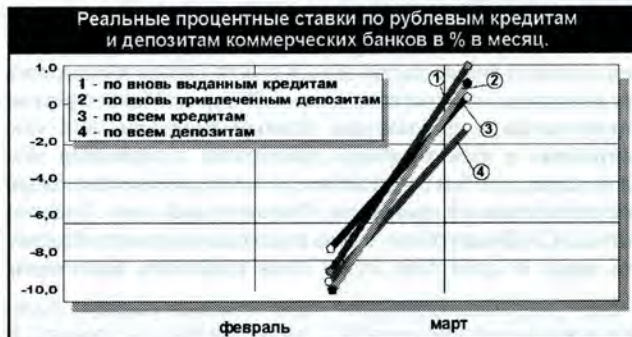 Реальные процентные ставки по рублевым кредитам
и депозитам коммерческих банков в % в месяц.
1,0
0
-2,0
-4,0
-6,0
-8,0
-10,0
1 - по вновь выданным кредитам
2 - по вновь привлеченным депозитам
3 - по всем кредитам
4 - по всем депозитам
1
2
3
4
февраль
март